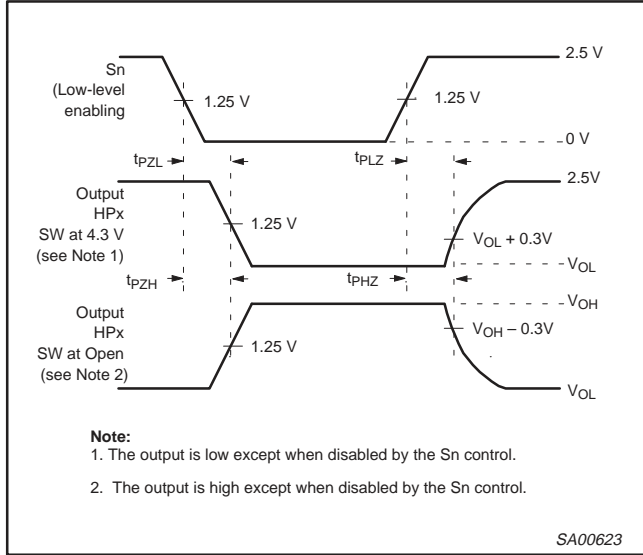 2.5 V
Sn
(Low-level
enabling
1.25 V
1.25 V
0 V
tPZL
tPLZ
2.5V
Output
HPx
SW at 4.3 V
(see Note 1)
1.25 V
VOL + 0.3V
VOL
tPZH
tPHZ
VOH
Output
HPx
SW at Open
(see Note 2)
1.25 V
VOH – 0.3V
VOL
Note:
1. The output is low except when disabled by the Sn control.
2. The output is high except when disabled by the Sn control.
SA00623